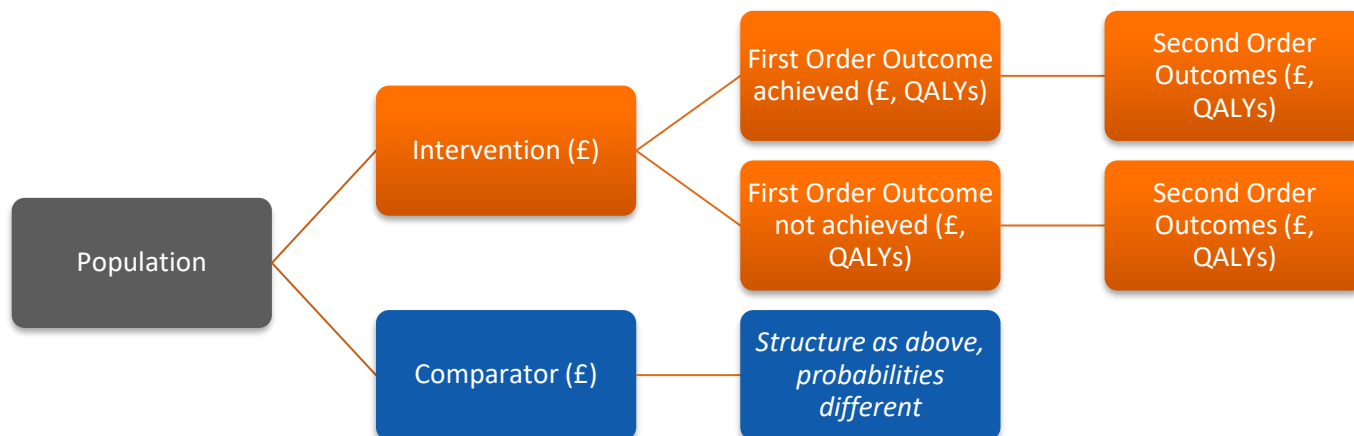 First Order Outcome
achieved (£, QALYs)
Second Order
Outcomes (£,
QALYs)
Intervention (£)
First Order Outcome
not achieved (£,
QALYs)
Second Order
Outcomes (£,
QALYs)
Population
Comparator (£)
Structure as above,
probabilities
different